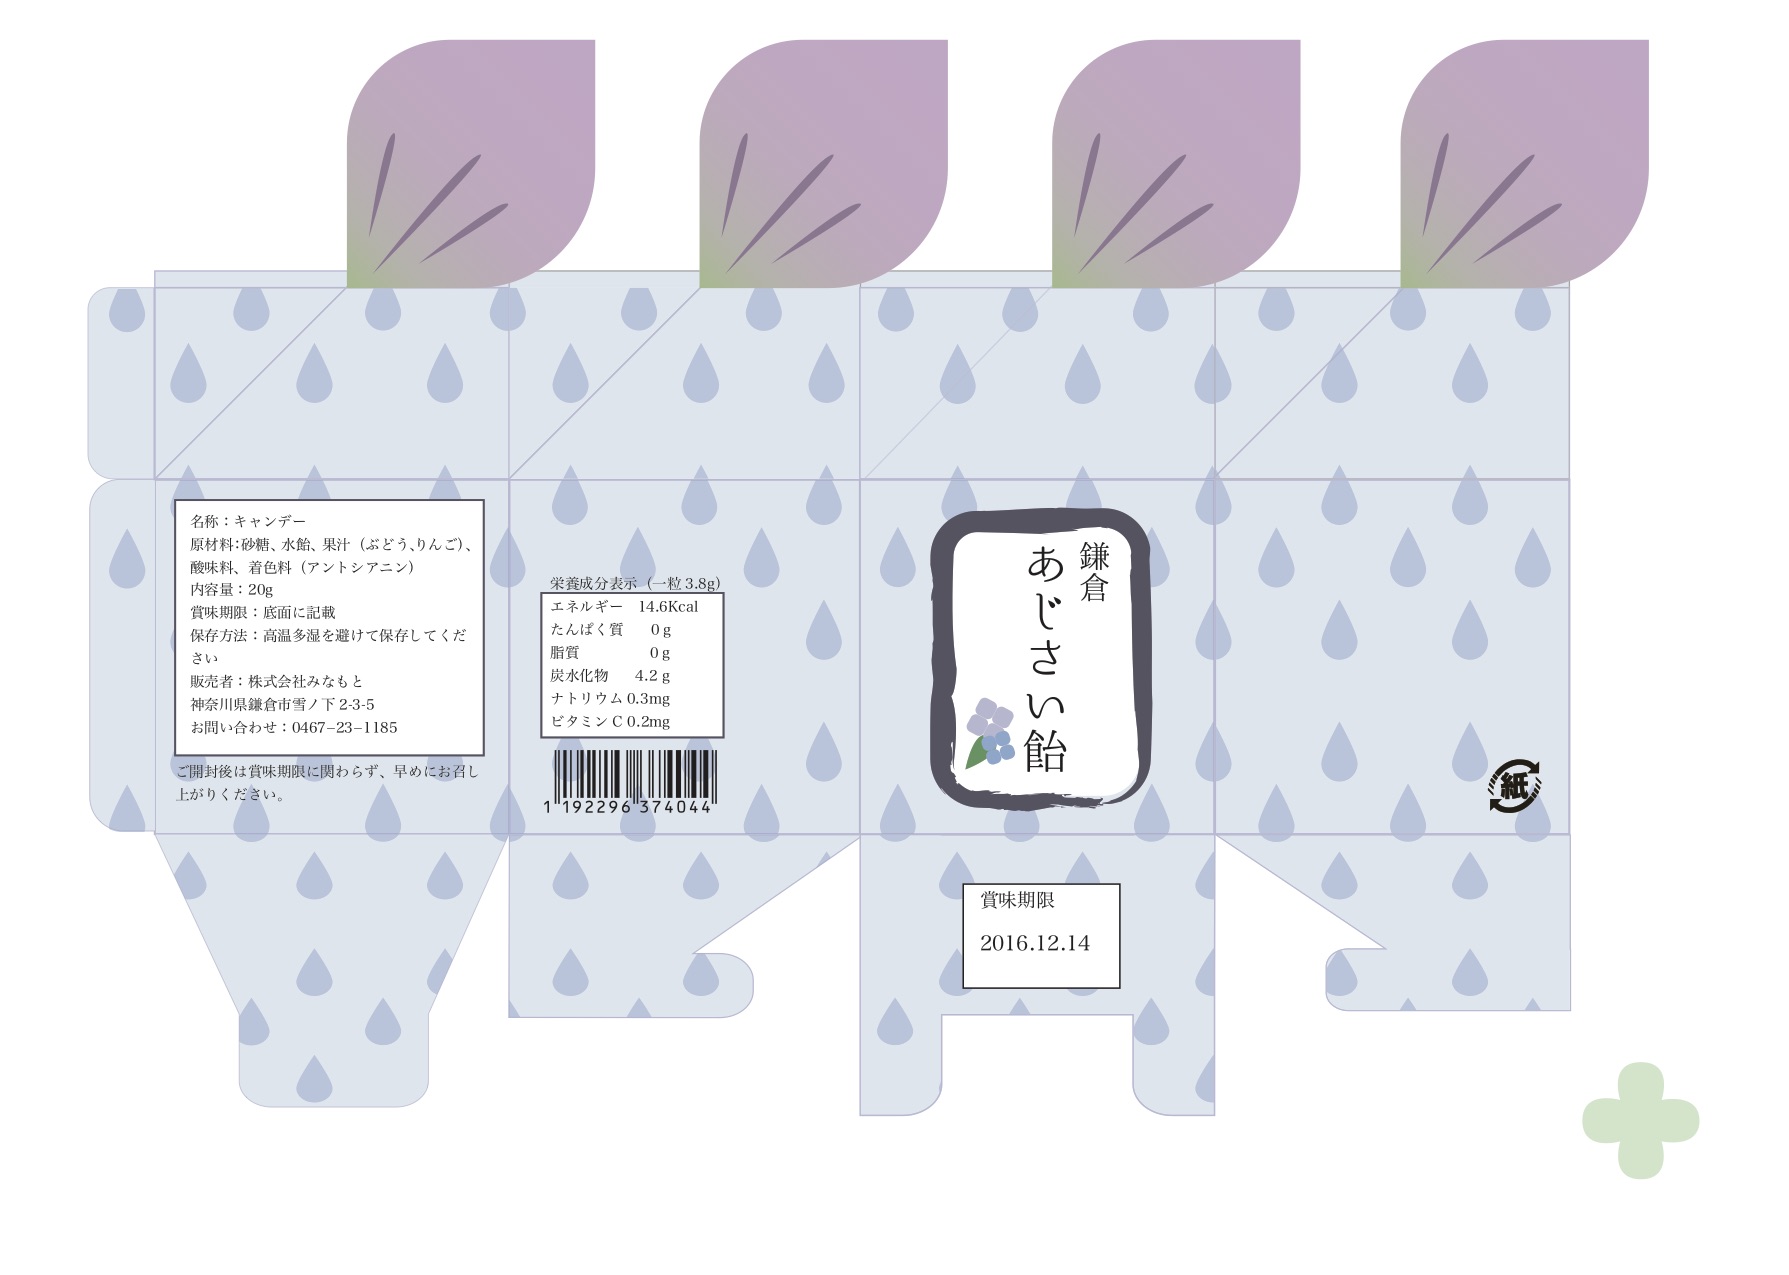 名称：キャンデー
原材料：砂糖、水飴、果汁（ぶどう、りんご）、
酸味料、着色料（アントシアニン）
内容量：20g
賞味期限：底面に記載
保存方法：高温多湿を避けて保存してくだ
さい
販売者：株式会社みなもと
神奈川県鎌倉市雪ノ下 2-3-5
お問い合わせ：0467−23−1185
ご開封後は賞味期限に関わらず、早めにお召し
上がりください。
栄養成分表示（一粒 3.8g）
エネルギー 14.6Kcal
たんぱく質 0 g
脂質 0 g
炭水化物 4.2 g
ナトリウム 0.3mg
ビタミン C 0.2mg
1 192296 374044
鎌倉
あじさい飴
紙
賞味期限
2016.12.14